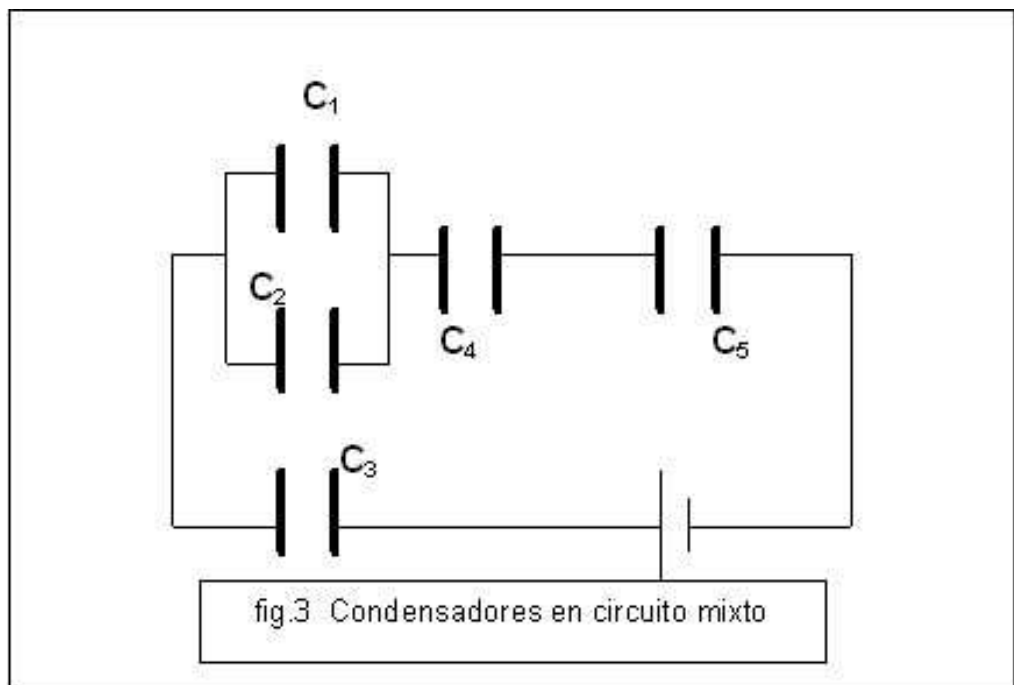 C₁
C₂
C₄
C₅
C₃
fig.3 Condensadores en circuito mixto